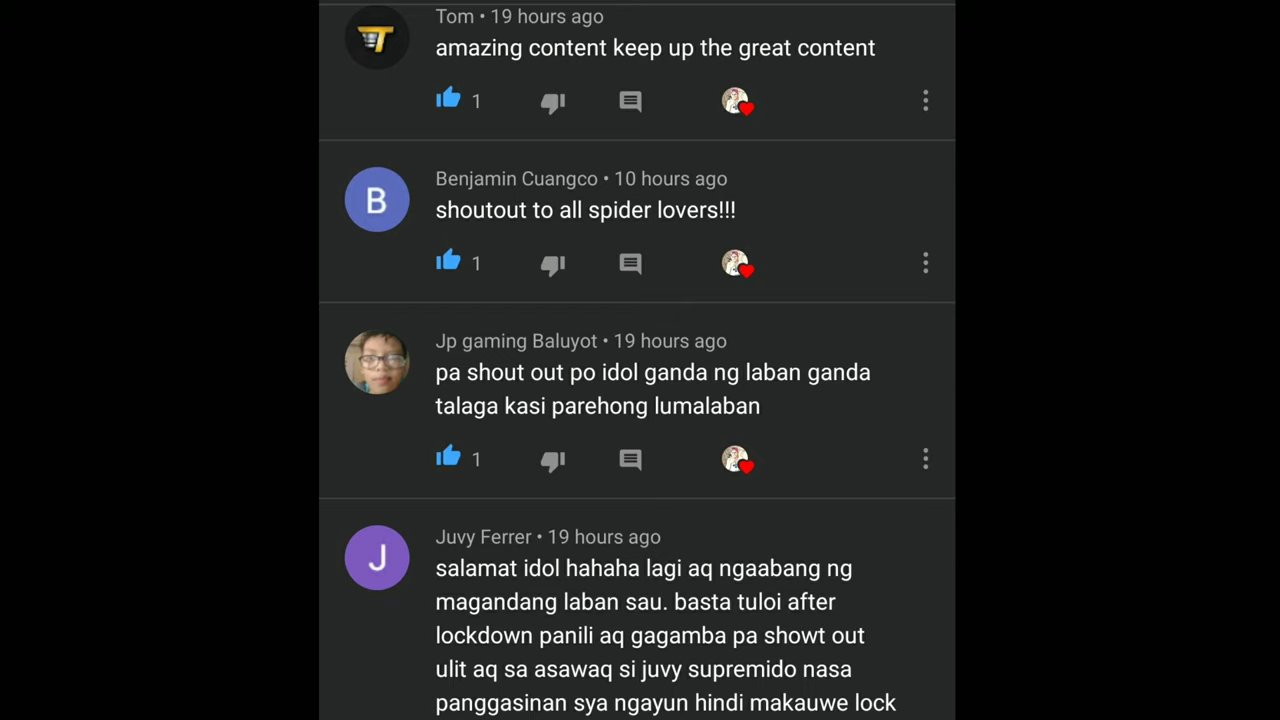 Tom • 19 hours ago
amazing content keep up the great content
1
B
Benjamin Cuangco • 10 hours ago
shoutout to all spider lovers!!!
1
Jp gaming Baluyot • 19 hours ago
pa shout out po idol ganda ng laban ganda
talaga kasi parehong lumalaban
1
J
Juvy Ferrer • 19 hours ago
salamat idol hahaha lagi aq ngaabang ng
magandang laban sau. basta tuloi after
lockdown panili aq gagamba pa showt out
ulit aq sa asawaq si juvy supremido nasa
panggasinan sya ngayun hindi makauwe lock